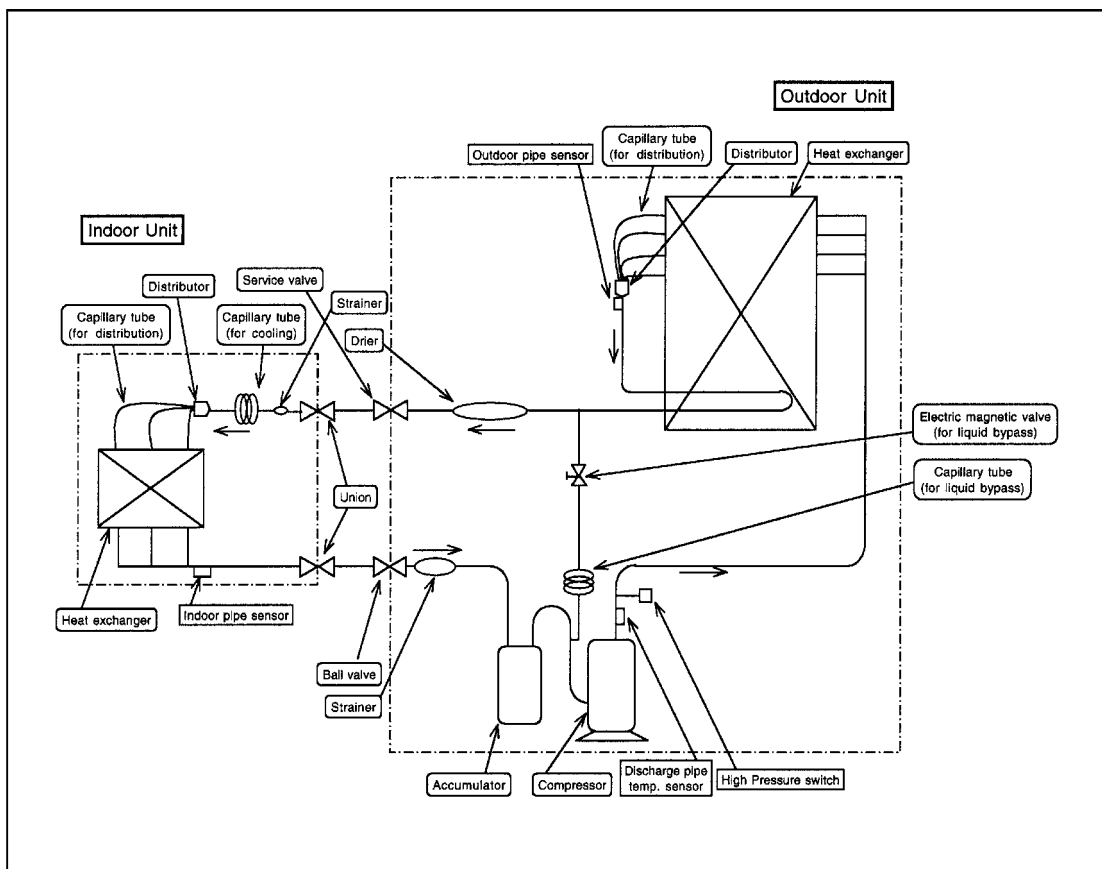 Outdoor Unit
Capillary tube
(for distribution)
Outdoor pipe sensor
Distributor
Heat exchanger
Indoor Unit
Distributor
Service valve
Strainer
Capillary tube
(for distribution)
Capillary tube
(for cooling)
Drier
Electric magnetic valve
(for liquid bypass)
Capillary tube
(for liquid bypass)
Union
Heat exchanger
Indoor pipe sensor
Ball valve
Strainer
Accumulator
Compressor
Discharge pipe
temp. sensor
High Pressure switch